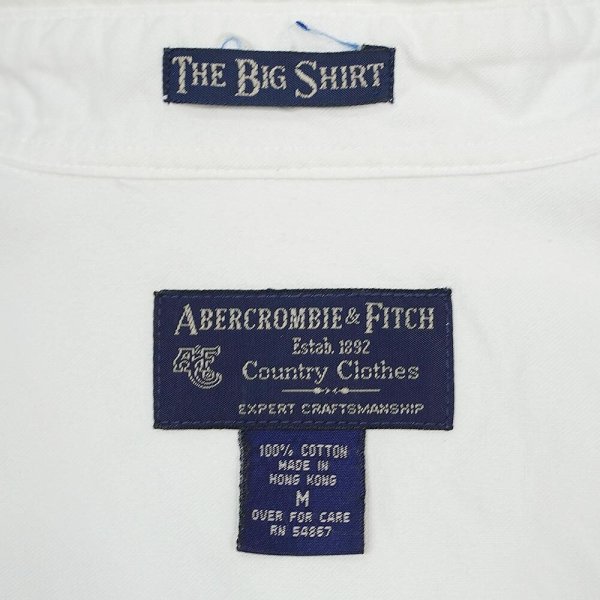 THE BIG SHIRT
ABERCROMBIE & FITCH
Estab. 1892
AFCo
Country Clothes
EXPERT CRAFTSMANSHIP
100% COTTON
MADE IN
HONG KONG
M
OVER FOR CARE
RN 54867